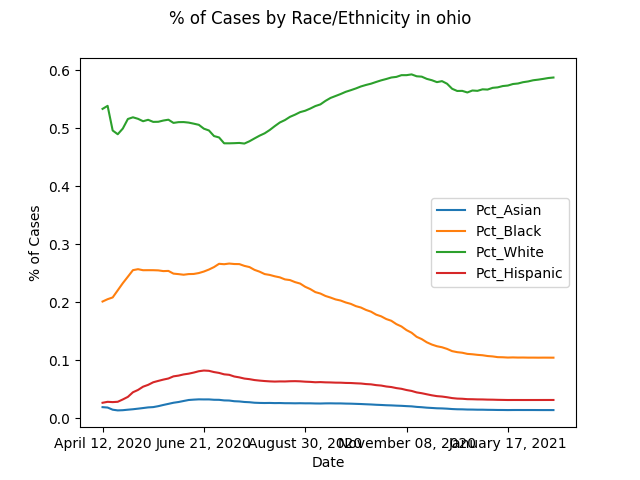 % of Cases by Race/Ethnicity in ohio
% of Cases
0.6
0.5
0.4
0.3
0.2
0.1
0.0
Pct_Asian
Pct_Black
Pct_White
Pct_Hispanic
April 12, 2020 June 21, 2020 August 30, 2020 November 08, 2020 January 17, 2021
Date